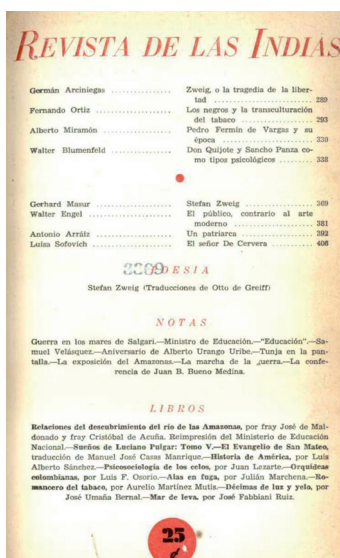 REVISTA DE LAS INDIAS
Germán Arciniegas ............... Zweig, o la tragedia de la liber-
tad ....................... 289
Fernando Ortiz ............... Los negros y la transculturación
del tabaco ............... 293
Alberto Miramón ............... Pedro Fermín de Vargas y su
época .................... 330
Walter Blumenfeld ............... Don Quijote y Sancho Panza co-
mo tipos psicológicos ......... 338
Gerhard Masur ............... Stefan Zweig ............... 369
Walter Engel ............... El público, contrario al arte
moderno ................. 381
Antonio Arráiz ............... Un patriarca ............... 392
Luisa Sofovich ............... El señor De Cervera ......... 406
POESIA
Stefan Zweig (Traducciones de Otto de Greiff)
NOTAS
Guerra en los mares de Salgari.—Ministro de Educación.—"Educación".—Sa-
muel Velásquez.—Aniversario de Alberto Urango Uribe.—Tunja en la pan-
talla.—La exposición del Amazonas.—La marcha de la guerra.—La confe-
rencia de Juan B. Bueno Medina.
LIBROS
Relaciones del descubrimiento del río de las Amazonas, por fray José de Mal-
donado y fray Cristóbal de Acuña. Reimpresión del Ministerio de Educación
Nacional.—Sueños de Luciano Pulgar: Tomo V.—El Evangelio de San Mateo,
traducción de Manuel José Casas Manrique.—Historia de América, por Luis
Alberto Sánchez.—Psicosociología de los celos, por Juan Lezarte.—Orquídeas
colombianas, por Luis F. Osorio.—Alas en fuga, por Julián Marchena.—Ro-
mancero del tabaco, por Aurelio Martínez Mutis.—Décimas de luz y yelo, por
José Umaña Bernal.—Mar de leva, por José Fabbiani Ruiz.
25
¢